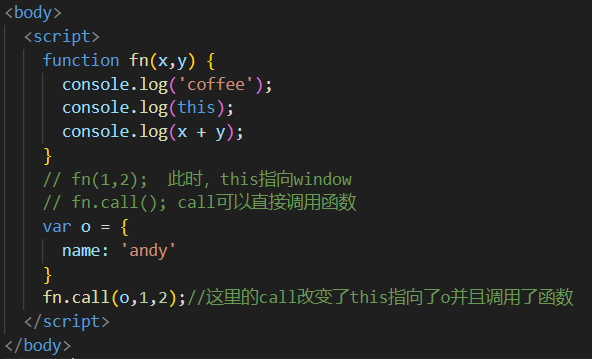 <body>
<script>
function fn(x,y) {
console.log('coffee');
console.log(this);
console.log(x + y);
}
// fn(1,2);  此时, this指向window
// fn.call(); call可以直接调用函数
var o = {
name: 'andy'
}
fn.call(o,1,2);//这里的call改变了this指向了o并且调用了函数
</script>
</body>